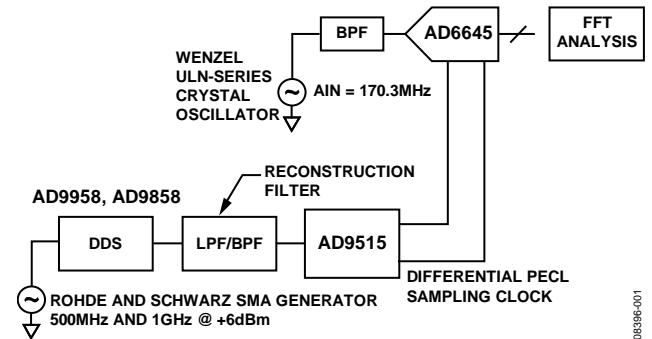 BPF
AD6645
FFT
ANALYSIS
WENZEL
ULN-SERIES
CRYSTAL
OSCILLATOR
~
AIN = 170.3MHz
RECONSTRUCTION
FILTER
AD9958, AD9858
DDS
LPF/BPF
AD9515
DIFFERENTIAL PECL
SAMPLING CLOCK
~
ROHDE AND SCHWARZ SMA GENERATOR
500MHz AND 1GHz @ +6dBm
08396-001